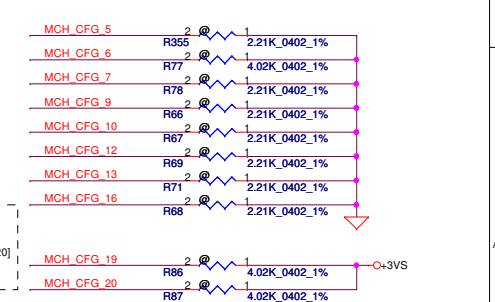 MCH_CFG_5 2 @ 1
R355 2.21K_0402_1%
MCH_CFG_6 2 @ 1
R77 4.02K_0402_1%
MCH_CFG_7 2 @ 1
R78 2.21K_0402_1%
MCH_CFG_9 2 @ 1
R66 2.21K_0402_1%
MCH_CFG_10 2 @ 1
R67 2.21K_0402_1%
MCH_CFG_12 2 @ 1
R69 2.21K_0402_1%
MCH_CFG_13 2 @ 1
R71 2.21K_0402_1%
MCH_CFG_16 2 @ 1
R68 2.21K_0402_1%
20]
MCH_CFG_19 2 @ 1 +3VS
R86 4.02K_0402_1%
MCH_CFG_20 2 @ 1
R87 4.02K_0402_1%